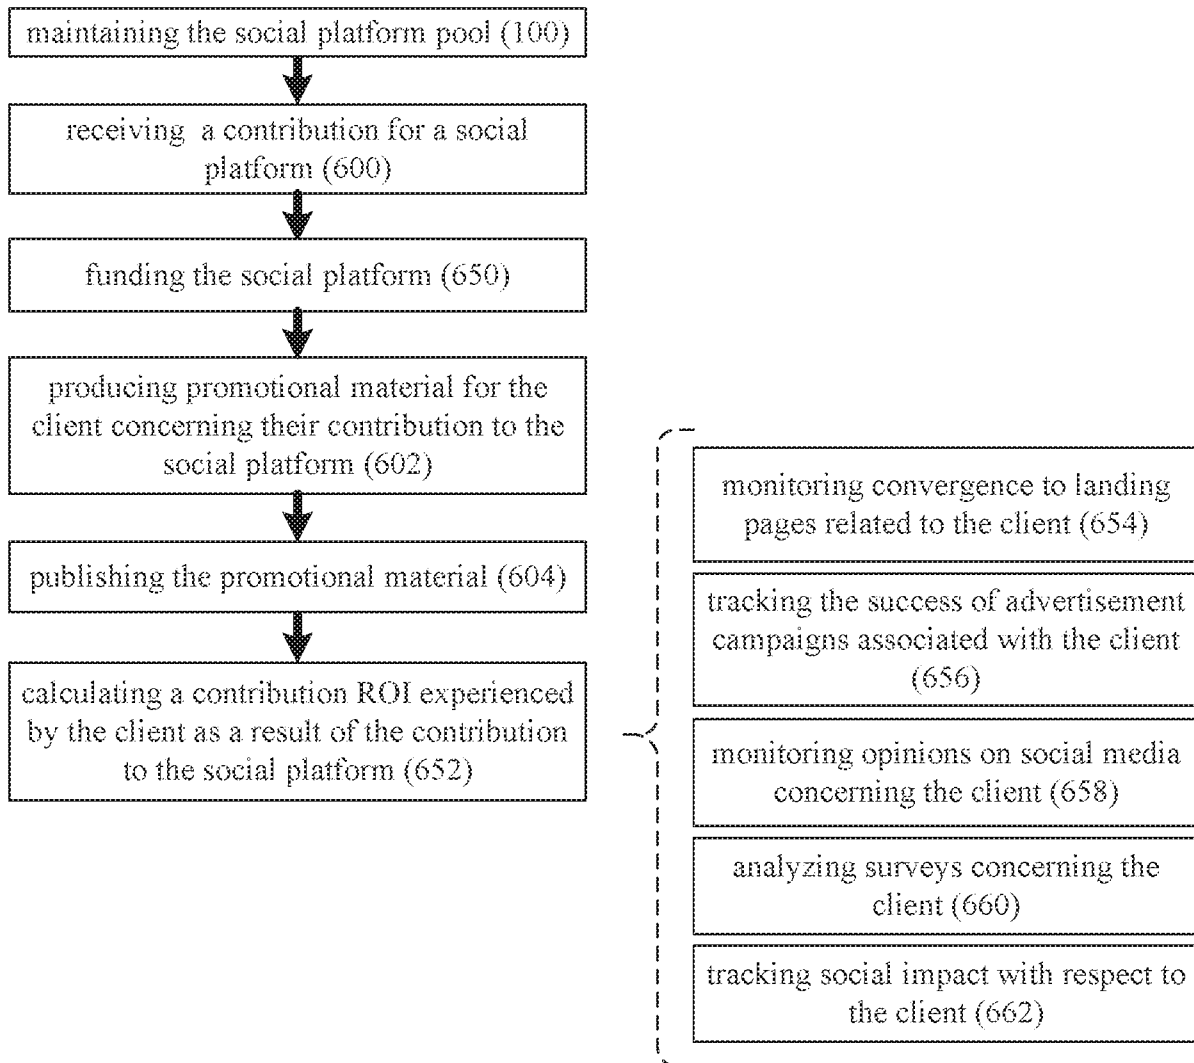 maintaining the social platform pool (100)
receiving a contribution for a social
platform (600)
funding the social platform (650)
producing promotional material for the
client concerning their contribution to the
social platform (602)
publishing the promotional material (604)
calculating a contribution ROI experienced
by the client as a result of the contribution
to the social platform (652)
monitoring convergence to landing
pages related to the client (654)
tracking the success of advertisement
campaigns associated with the client
(656)
monitoring opinions on social media
concerning the client (658)
analyzing surveys concerning the
client (660)
tracking social impact with respect to
the client (662)